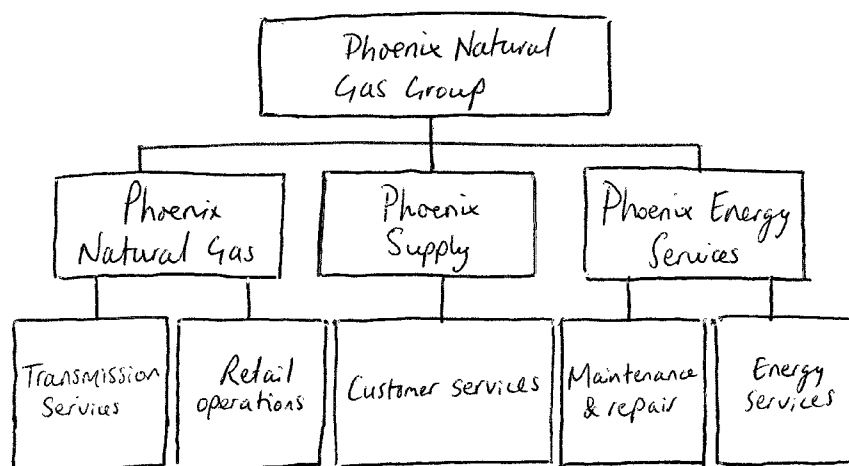 Phoenix Natural
Gas Group
Phoenix
Natural Gas
Phoenix
Supply
Phoenix Energy
Services
Transmission
Services
Retail
operations
Customer services
Maintenance
& repair
Energy
services